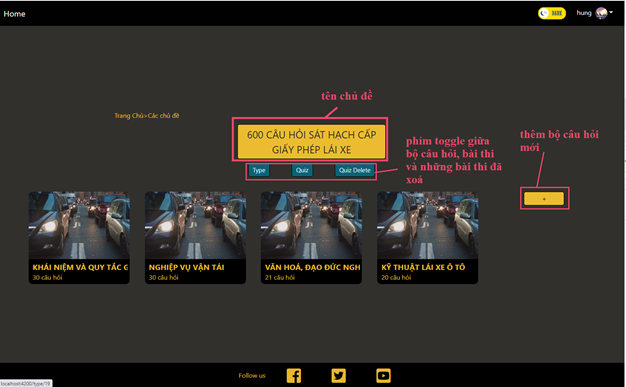 Home
DARK
hung
tên chủ đề
Trang Chủ>Các chủ đề
600 CÂU HỎI SÁT HẠCH CẤP
GIẤY PHÉP LÁI XE
phím toggle giữa
bộ câu hỏi, bài thi
và những bài thi đã
xoá
thêm bộ câu hỏi
mới
Type
Quiz
Quiz Delete
+
KHÁI NIỆM VÀ QUY TẮC G
30 câu hỏi
NGHIỆP VỤ VẬN TẢI
30 câu hỏi
VĂN HOÁ, ĐẠO ĐỨC NGH
21 câu hỏi
KỸ THUẬT LÁI XE Ô TÔ
20 câu hỏi
Follow us
localhost:4200/type/19